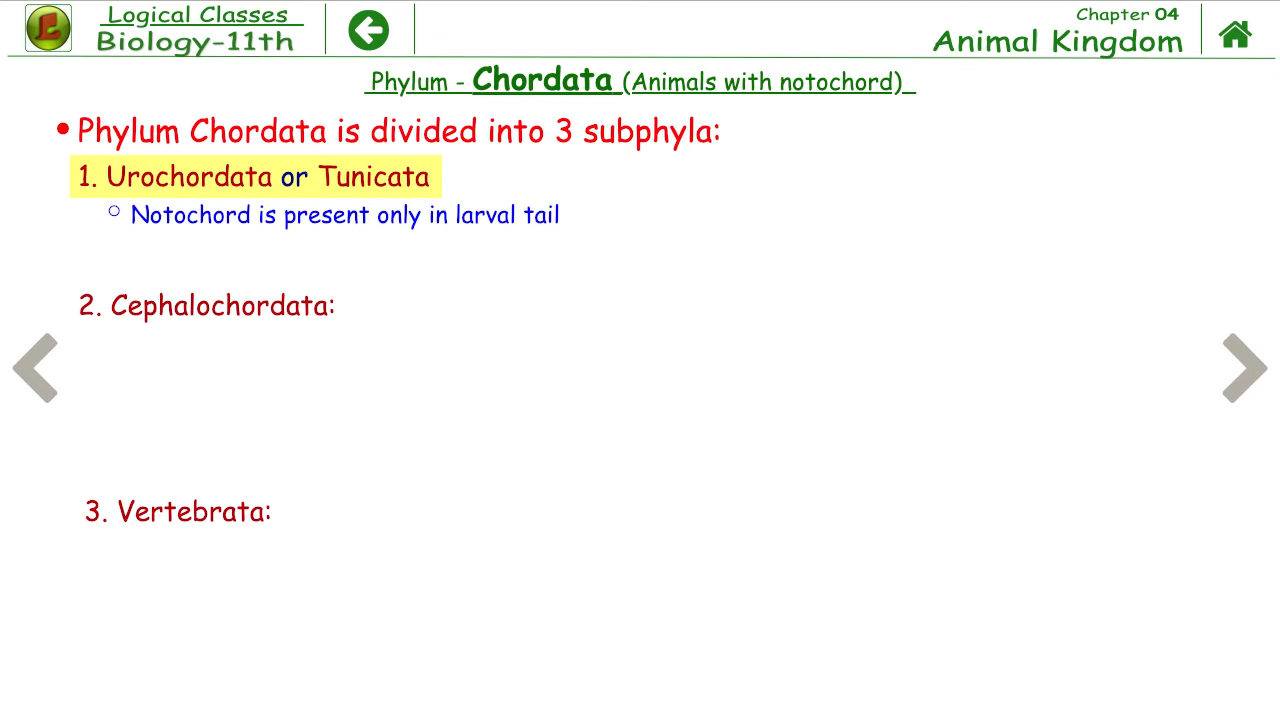 Logical Classes
Biology-11th
Chapter 04
Animal Kingdom
Phylum - Chordata (Animals with notochord)
• Phylum Chordata is divided into 3 subphyla:
1. Urochordata or Tunicata
○ Notochord is present only in larval tail
2. Cephalochordata:
3. Vertebrata: